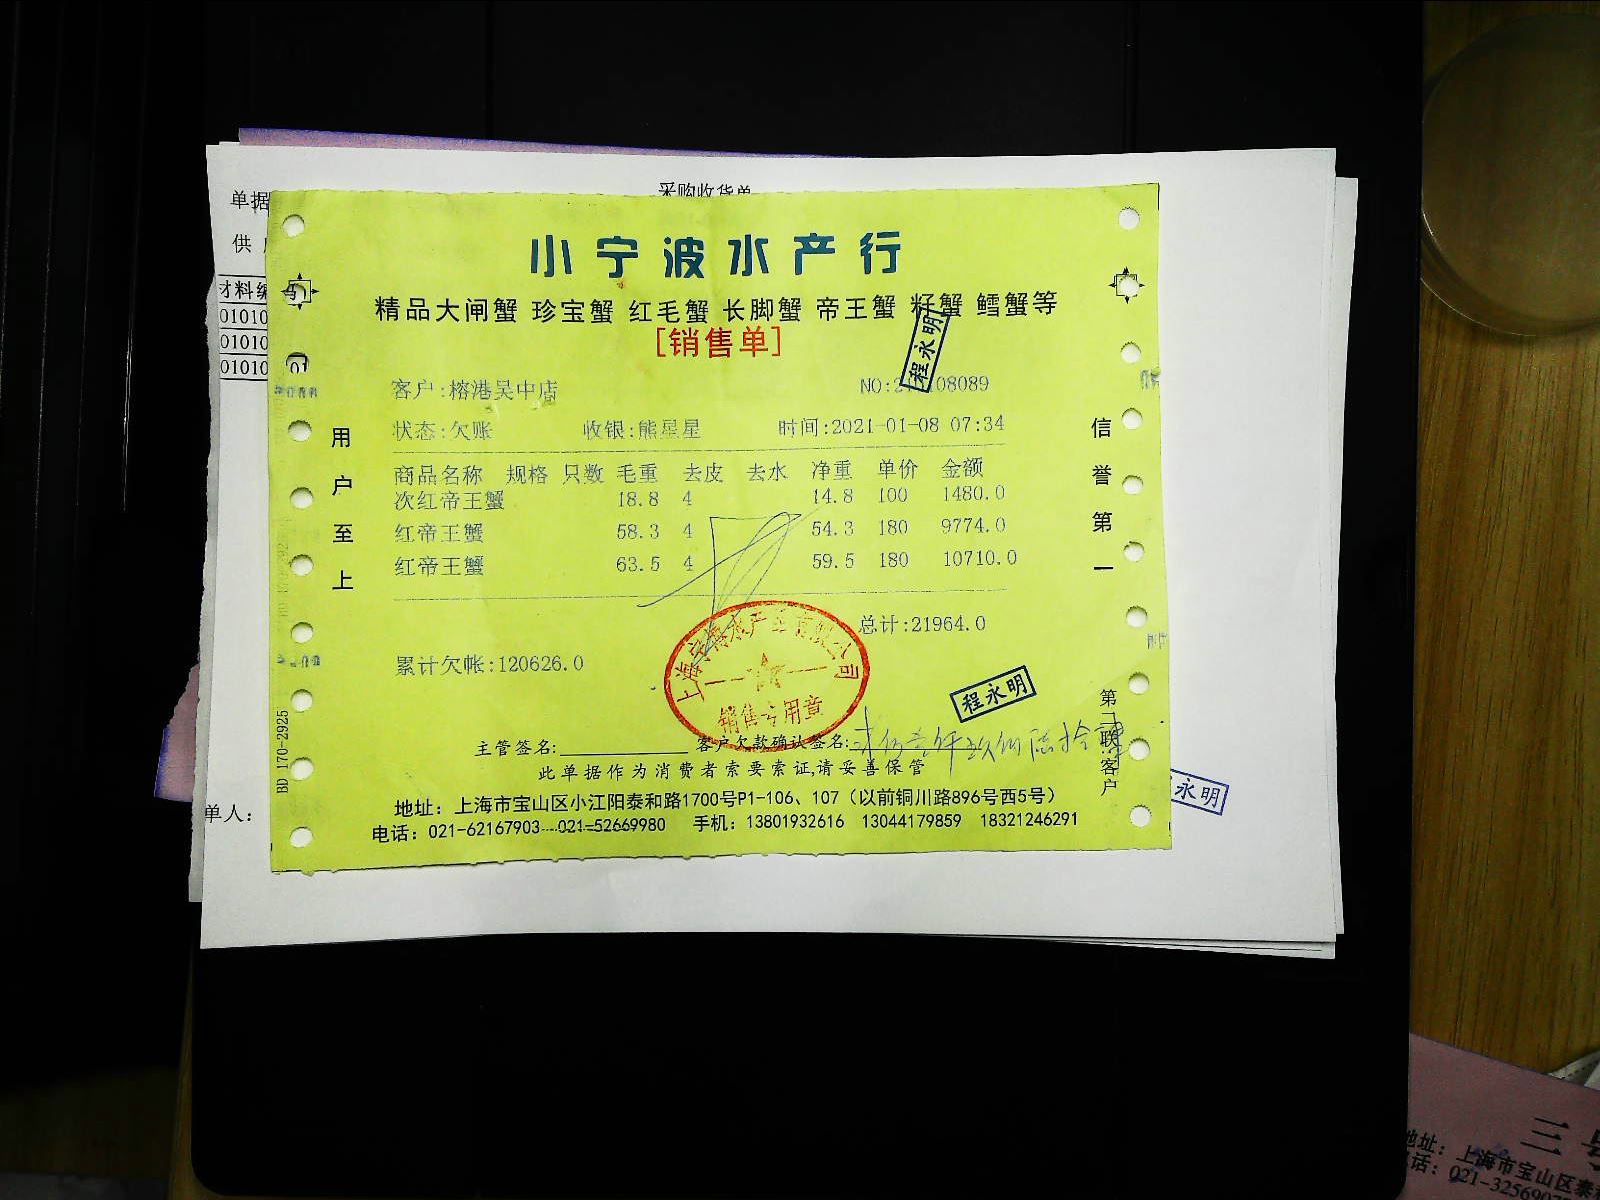 采购收货单
单据
供
材料编号
01010
01010
01010
01
小宁波水产行
精品大闸蟹 珍宝蟹 红毛蟹 长脚蟹 帝王蟹 籽蟹 鳕蟹等
[销售单]
程永明
客户:榕港吴中店
08089
状态:欠账 收银:熊星星 时间:2021-01-08 07:34
商品名称 规格 只数 毛重 去皮 去水 净重 单价 金额
次红帝王蟹 18.8 4 14.8 100 1480.0
红帝王蟹 58.3 4 54.3 180 9774.0
红帝王蟹 63.5 4 59.5 180 10710.0
总计:21964.0
累计欠帐:120626.0
用户至上
信誉第一
销售专用章
程永明
主管签名: 客户欠款确认签名:
此单据作为消费者索要索证,请妥善保管
地址: 上海市宝山区小江阳泰和路1700号P1-106、107（以前铜川路896号西5号）
电话: 021-62167903 021-52669980 手机: 13801932616 13044179859 18321246291
第二联:客户
BD 170-2925
单人:
永明
三
地址: 上海市宝山区泰
电话: 021-32569